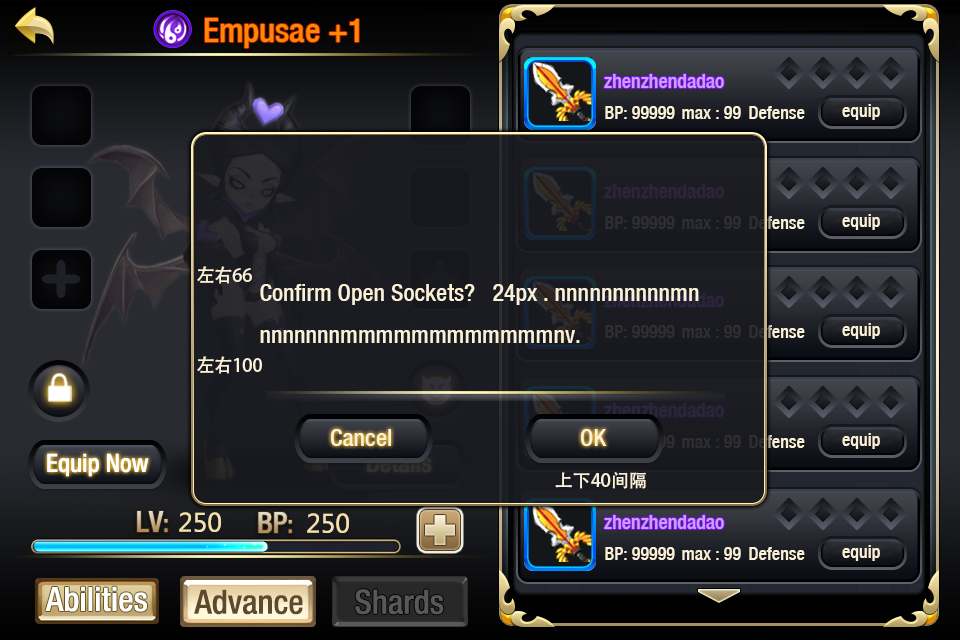 Empusae +1
zhenzhendadao
BP: 99999 max : 99 Defense
equip
zhenzhendadao
BP: 99999 max : 99 Defense
equip
左右66
Confirm Open Sockets? 24px . nnnnnnnnnnmn
nnnnnnnmmmmmmmmmmmmmnv.
左右100
zhenzhendadao
BP: 99999 max : 99 Defense
equip
zhenzhendadao
BP: 99999 max : 99 Defense
equip
Cancel
OK
Details
上下40间隔
Equip Now
LV: 250 BP: 250
zhenzhendadao
BP: 99999 max : 99 Defense
equip
Abilities
Advance
Shards